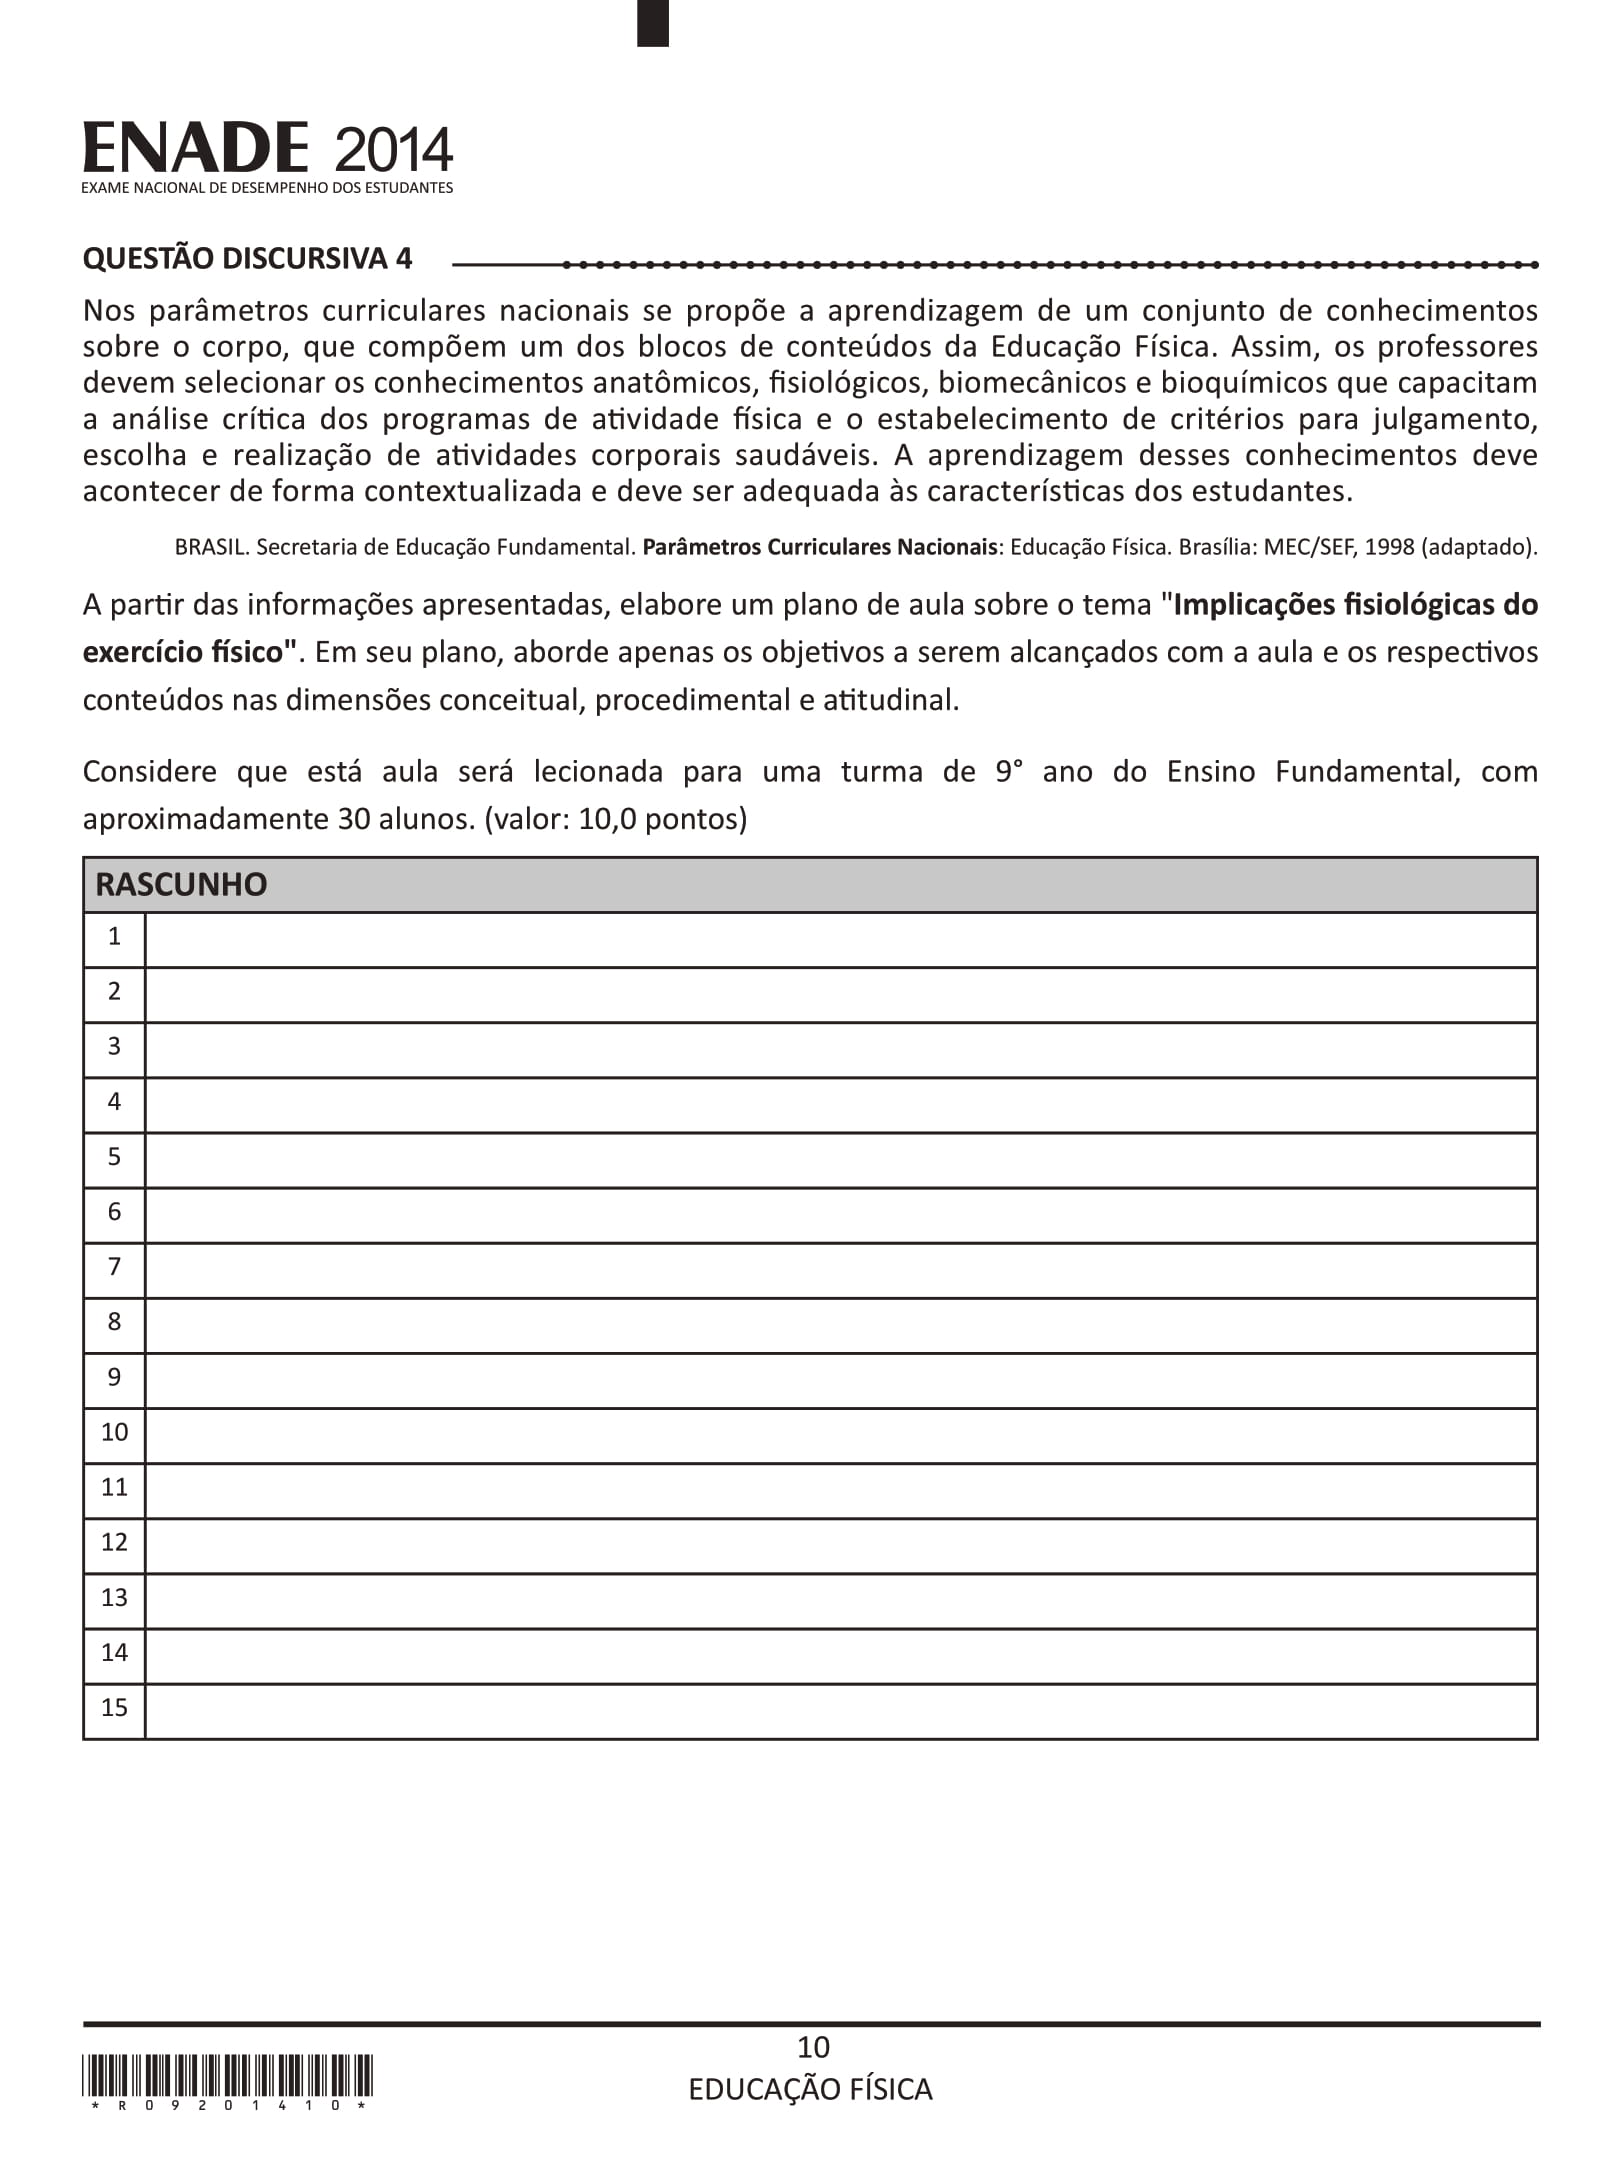 ENADE 2014
EXAME NACIONAL DE DESEMPENHO DOS ESTUDANTES
QUESTÃO DISCURSIVA 4
Nos parâmetros curriculares nacionais se propõe a aprendizagem de um conjunto de conhecimentos
sobre o corpo, que compõem um dos blocos de conteúdos da Educação Física. Assim, os professores
devem selecionar os conhecimentos anatômicos, fisiológicos, biomecânicos e bioquímicos que capacitam
a análise crítica dos programas de atividade física e o estabelecimento de critérios para julgamento,
escolha e realização de atividades corporais saudáveis. A aprendizagem desses conhecimentos deve
acontecer de forma contextualizada e deve ser adequada às características dos estudantes.
BRASIL. Secretaria de Educação Fundamental. Parâmetros Curriculares Nacionais: Educação Física. Brasília: MEC/SEF, 1998 (adaptado).
A partir das informações apresentadas, elabore um plano de aula sobre o tema "Implicações fisiológicas do
exercício físico". Em seu plano, aborde apenas os objetivos a serem alcançados com a aula e os respectivos
conteúdos nas dimensões conceitual, procedimental e atitudinal.
Considere que está aula será lecionada para uma turma de 9° ano do Ensino Fundamental, com
aproximadamente 30 alunos. (valor: 10,0 pontos)
RASCUNHO
1
2
3
4
5
6
7
8
9
10
11
12
13
14
15
10
EDUCAÇÃO FÍSICA
*R09201410*